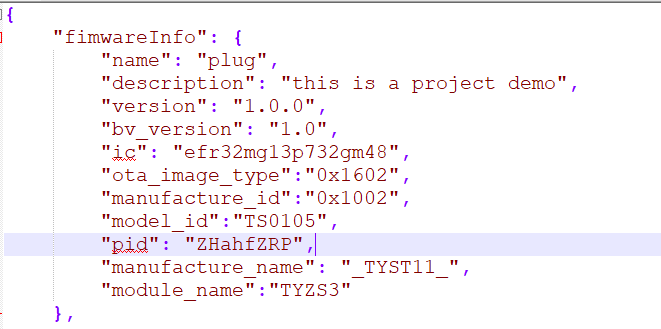 {
"fimwareInfo": {
"name": "plug",
"description": "this is a project demo",
"version": "1.0.0",
"bv_version": "1.0",
"ic": "efr32mg13p732gm48",
"ota_image_type":"0x1602",
"manufacture_id":"0x1002",
"model_id":"TS0105",
"pid": "ZHahfZRP",
"manufacture_name": "_TYST11_",
"module_name":"TYZS3"
},